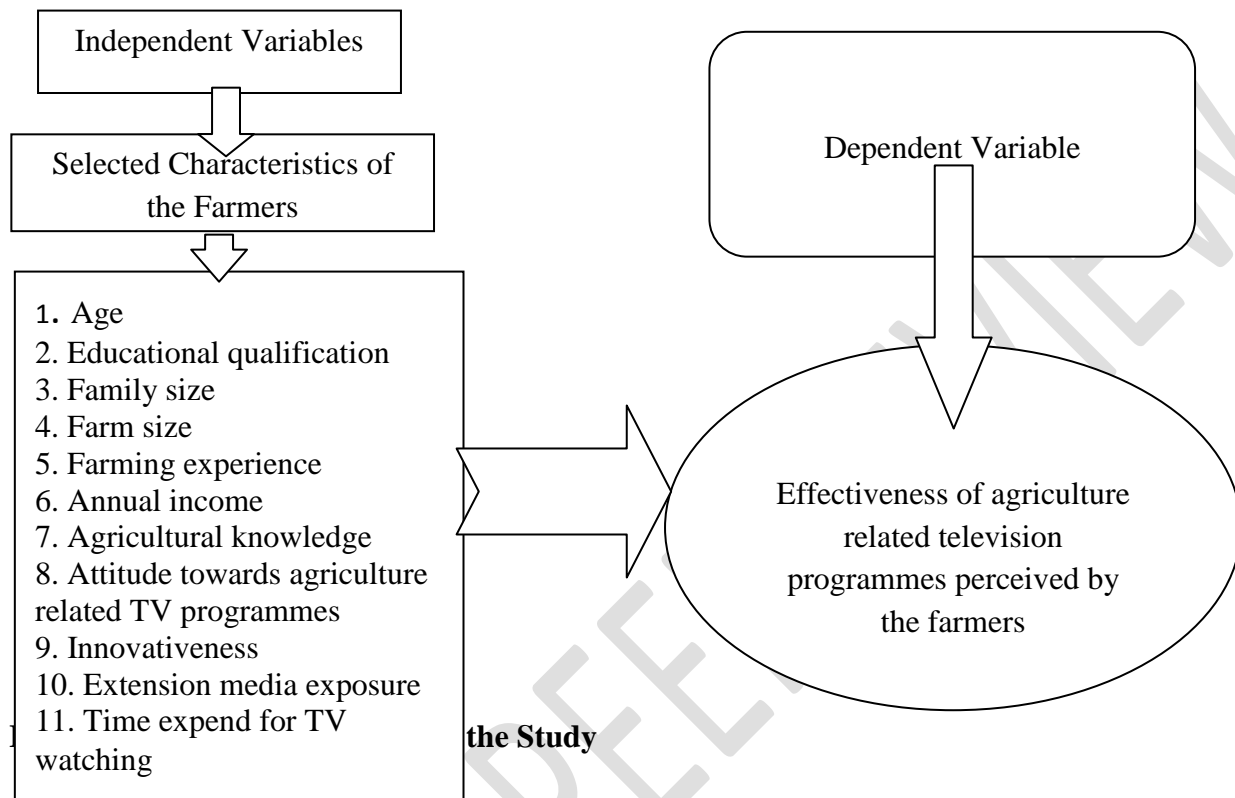 Independent Variables
Selected Characteristics of
the Farmers
1. Age
2. Educational qualification
3. Family size
4. Farm size
5. Farming experience
6. Annual income
7. Agricultural knowledge
8. Attitude towards agriculture
related TV programmes
9. Innovativeness
10. Extension media exposure
11. Time expend for TV
watching
Dependent Variable
Effectiveness of agriculture
related television
programmes perceived by
the farmers
the Study